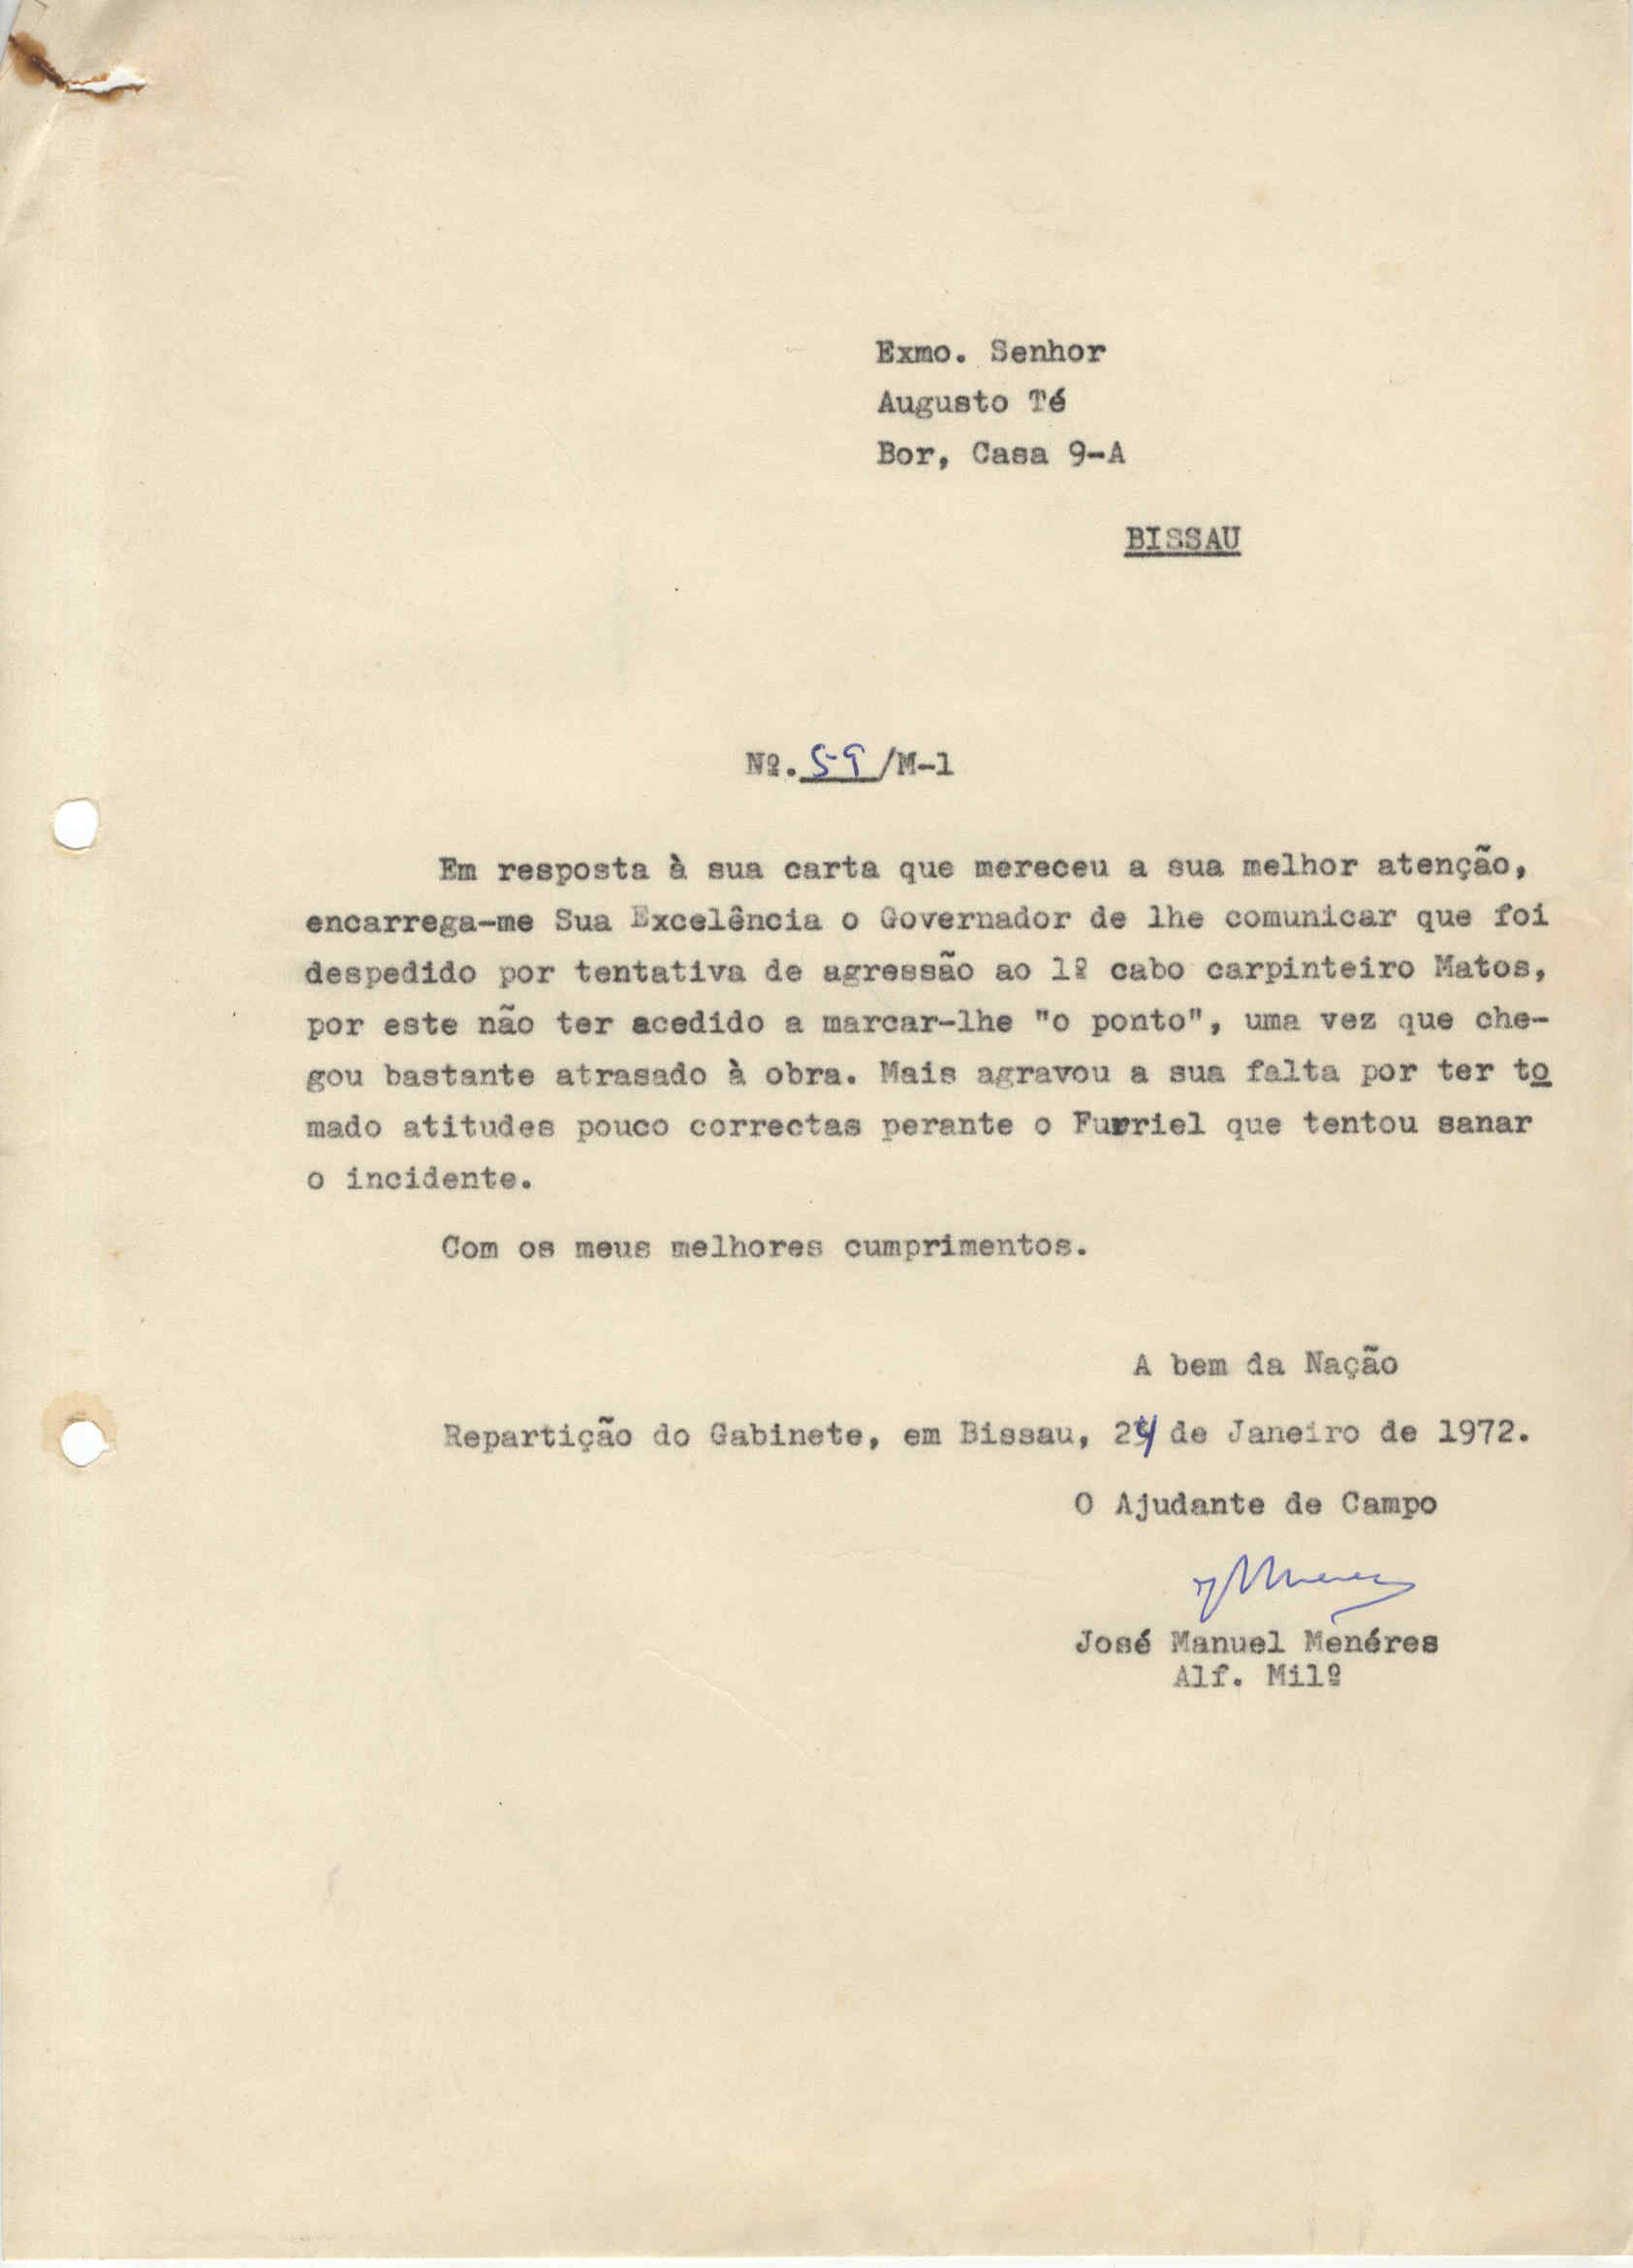 Exmo. Senhor
Augusto Té
Bor, Casa 9-A
BISSAU
Nº. 59/M-1
Em resposta à sua carta que mereceu a sua melhor atenção,
encarrega-me Sua Excelência o Governador de lhe comunicar que foi
despedido por tentativa de agressão ao 1º cabo carpinteiro Matos,
por este não ter acedido a marcar-lhe "o ponto", uma vez que che-
gou bastante atrasado à obra. Mais agravou a sua falta por ter to
mado atitudes pouco correctas perante o Furriel que tentou sanar
o incidente.
Com os meus melhores cumprimentos.
A bem da Nação
Repartição do Gabinete, em Bissau, 24 de Janeiro de 1972.
O Ajudante de Campo
José Manuel Menéres
Alf. Milº